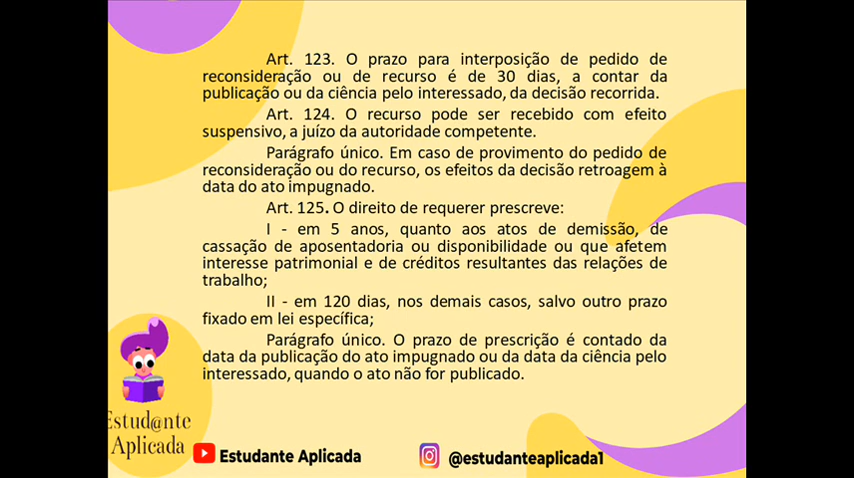 Art. 123. O prazo para interposição de pedido de
reconsideração ou de recurso é de 30 dias, a contar da
publicação ou da ciência pelo interessado, da decisão recorrida.
Art. 124. O recurso pode ser recebido com efeito
suspensivo, a juízo da autoridade competente.
Parágrafo único. Em caso de provimento do pedido de
reconsideração ou do recurso, os efeitos da decisão retroagem à
data do ato impugnado.
Art. 125. O direito de requerer prescreve:
I - em 5 anos, quanto aos atos de demissão, de
cassação de aposentadoria ou disponibilidade ou que afetem
interesse patrimonial e de créditos resultantes das relações de
trabalho;
II - em 120 dias, nos demais casos, salvo outro prazo
fixado em lei específica;
Parágrafo único. O prazo de prescrição é contado da
data da publicação do ato impugnado ou da data da ciência pelo
interessado, quando o ato não for publicado.
Estud@nte
Aplicada
Estudante Aplicada
@estudanteaplicada1